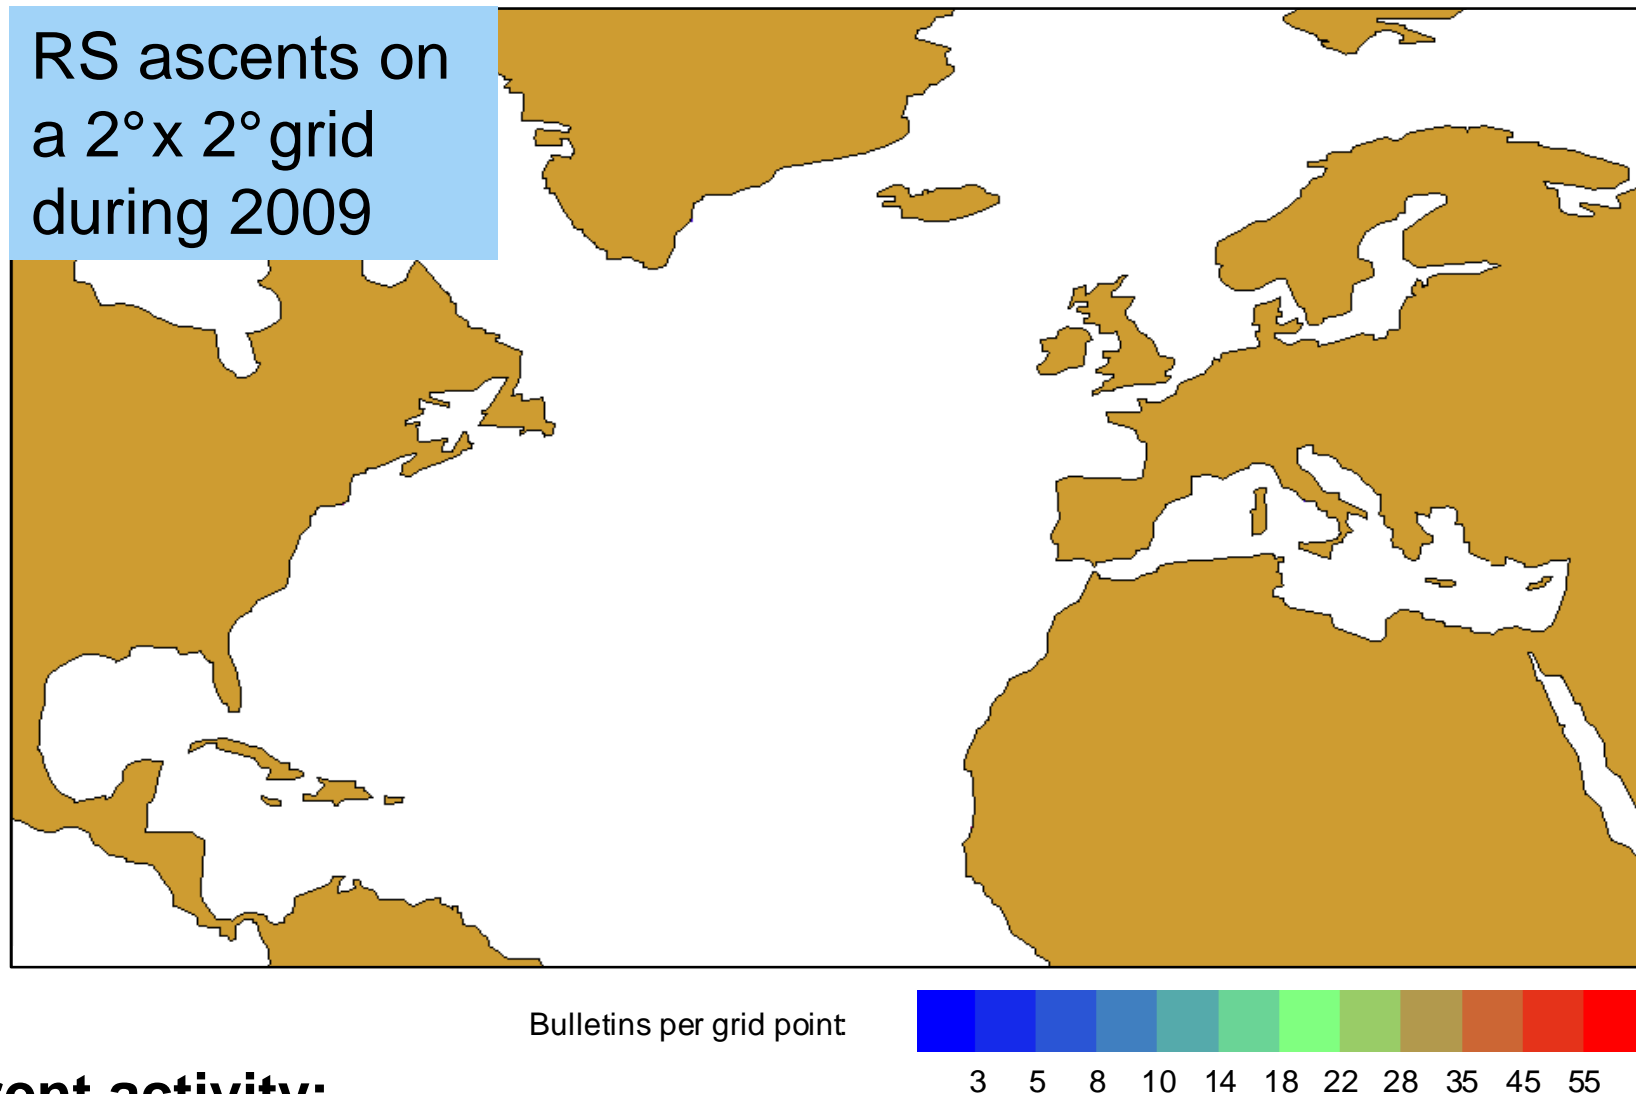 RS ascents on
a 2° x 2° grid
during 2009
Bulletins per grid point:
3 5 8 10 14 18 22 28 35 45 55
activity: